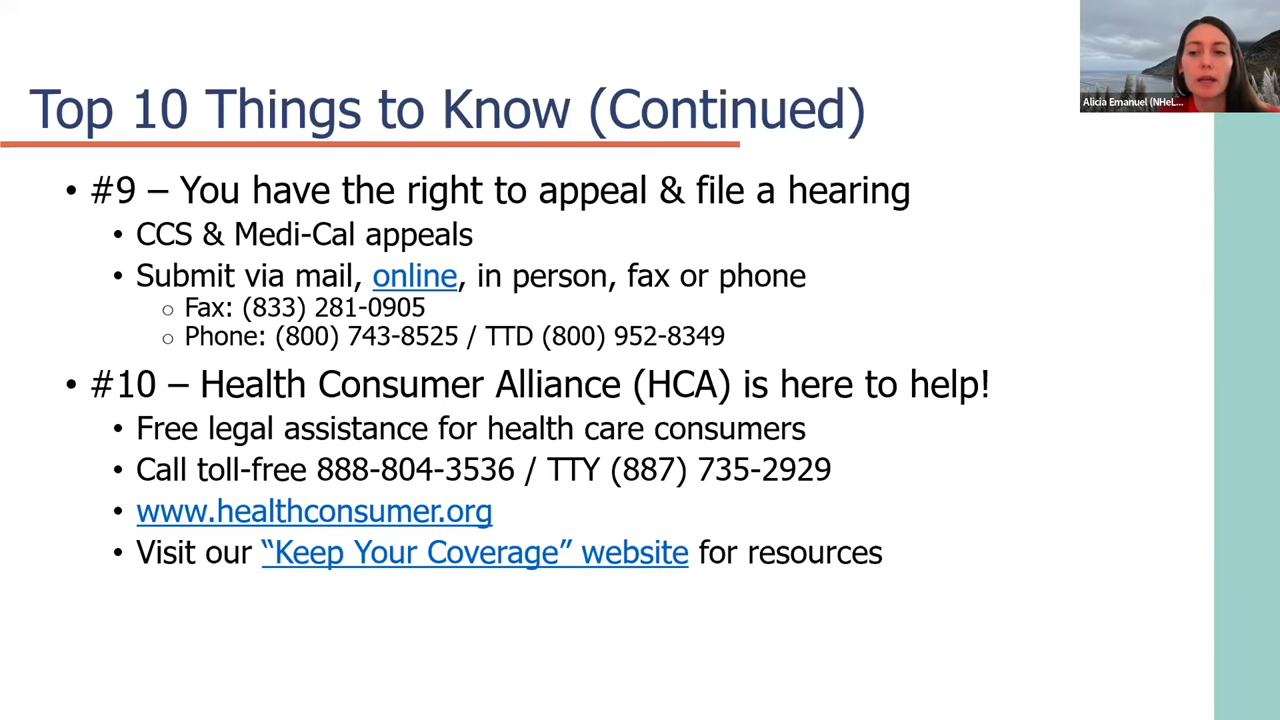 Alicia Emanuel (NHeL...
Top 10 Things to Know (Continued)
• #9 – You have the right to appeal & file a hearing
• CCS & Medi-Cal appeals
• Submit via mail, online, in person, fax or phone
○ Fax: (833) 281-0905
○ Phone: (800) 743-8525 / TTD (800) 952-8349
• #10 – Health Consumer Alliance (HCA) is here to help!
• Free legal assistance for health care consumers
• Call toll-free 888-804-3536 / TTY (887) 735-2929
• www.healthconsumer.org
• Visit our “Keep Your Coverage” website for resources